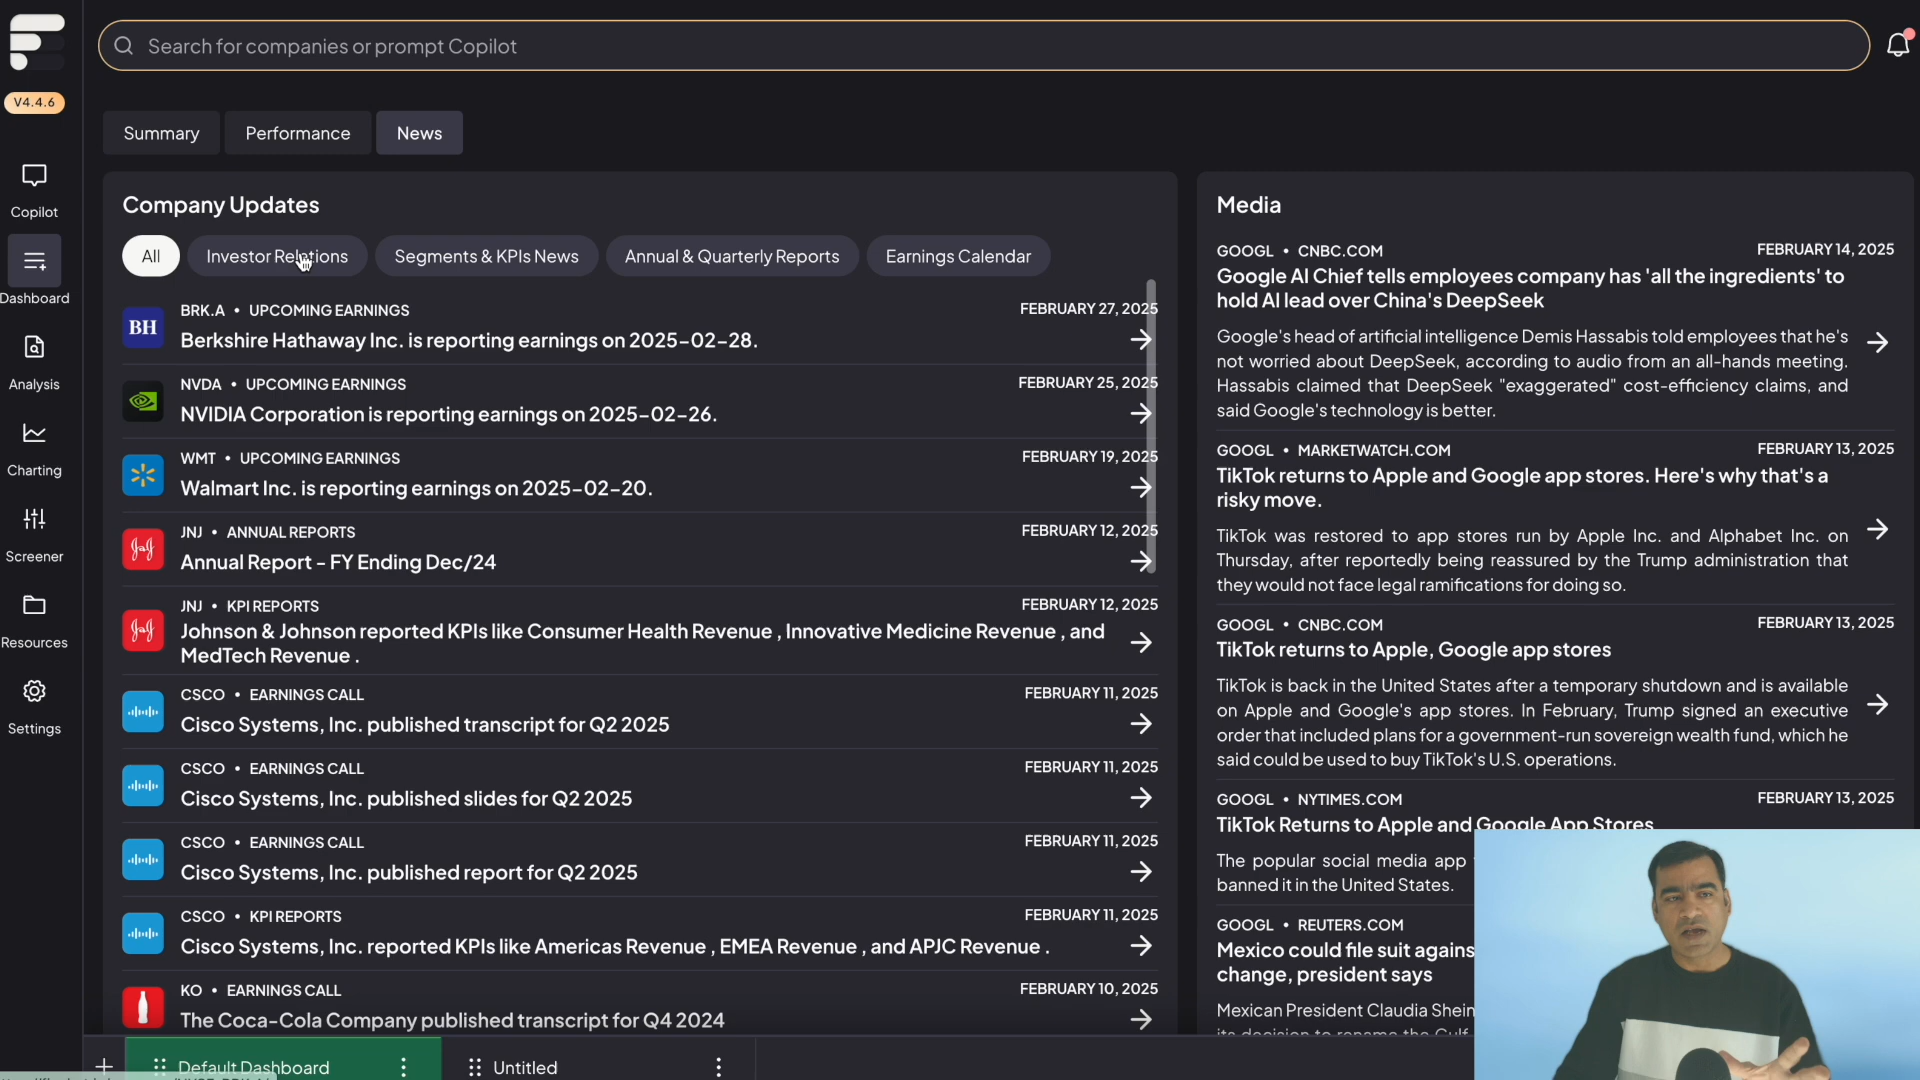 Search for companies or prompt Copilot
V4.4.6
Copilot
Dashboard
Analysis
Charting
Screener
Resources
Settings
Summary
Performance
News
Company Updates
All
Investor Relations
Segments & KPIs News
Annual & Quarterly Reports
Earnings Calendar
BH
BRK.A • UPCOMING EARNINGS
FEBRUARY 27, 2025
Berkshire Hathaway Inc. is reporting earnings on 2025-02-28.
NVDA • UPCOMING EARNINGS
FEBRUARY 25, 2025
NVIDIA Corporation is reporting earnings on 2025-02-26.
WMT • UPCOMING EARNINGS
FEBRUARY 19, 2025
Walmart Inc. is reporting earnings on 2025-02-20.
JNJ • ANNUAL REPORTS
FEBRUARY 12, 2025
Annual Report - FY Ending Dec/24
JNJ • KPI REPORTS
FEBRUARY 12, 2025
Johnson & Johnson reported KPIs like Consumer Health Revenue , Innovative Medicine Revenue , and
MedTech Revenue .
CSCO • EARNINGS CALL
FEBRUARY 11, 2025
Cisco Systems, Inc. published transcript for Q2 2025
CSCO • EARNINGS CALL
FEBRUARY 11, 2025
Cisco Systems, Inc. published slides for Q2 2025
CSCO • EARNINGS CALL
FEBRUARY 11, 2025
Cisco Systems, Inc. published report for Q2 2025
CSCO • KPI REPORTS
FEBRUARY 11, 2025
Cisco Systems, Inc. reported KPIs like Americas Revenue , EMEA Revenue , and APJC Revenue .
KO • EARNINGS CALL
FEBRUARY 10, 2025
The Coca-Cola Company published transcript for Q4 2024
Media
GOOGL • CNBC.COM
FEBRUARY 14, 2025
Google AI Chief tells employees company has 'all the ingredients' to
hold AI lead over China's DeepSeek
Google's head of artificial intelligence Demis Hassabis told employees that he's
not worried about DeepSeek, according to audio from an all-hands meeting.
Hassabis claimed that DeepSeek "exaggerated" cost-efficiency claims, and
said Google's technology is better.
GOOGL • MARKETWATCH.COM
FEBRUARY 13, 2025
TikTok returns to Apple and Google app stores. Here's why that's a
risky move.
TikTok was restored to app stores run by Apple Inc. and Alphabet Inc. on
Thursday, after reportedly being reassured by the Trump administration that
they would not face legal ramifications for doing so.
GOOGL • CNBC.COM
FEBRUARY 13, 2025
TikTok returns to Apple, Google app stores
TikTok is back in the United States after a temporary shutdown and is available
on Apple and Google's app stores. In February, Trump signed an executive
order that included plans for a government-run sovereign wealth fund, which he
said could be used to buy TikTok's U.S. operations.
GOOGL • NYTIMES.COM
FEBRUARY 13, 2025
TikTok Returns to Apple and Google App Stores
The popular social media app
banned it in the United States.
GOOGL • REUTERS.COM
Mexico could file suit agains
change, president says
Mexican President Claudia Shein
Default Dashboard
Untitled